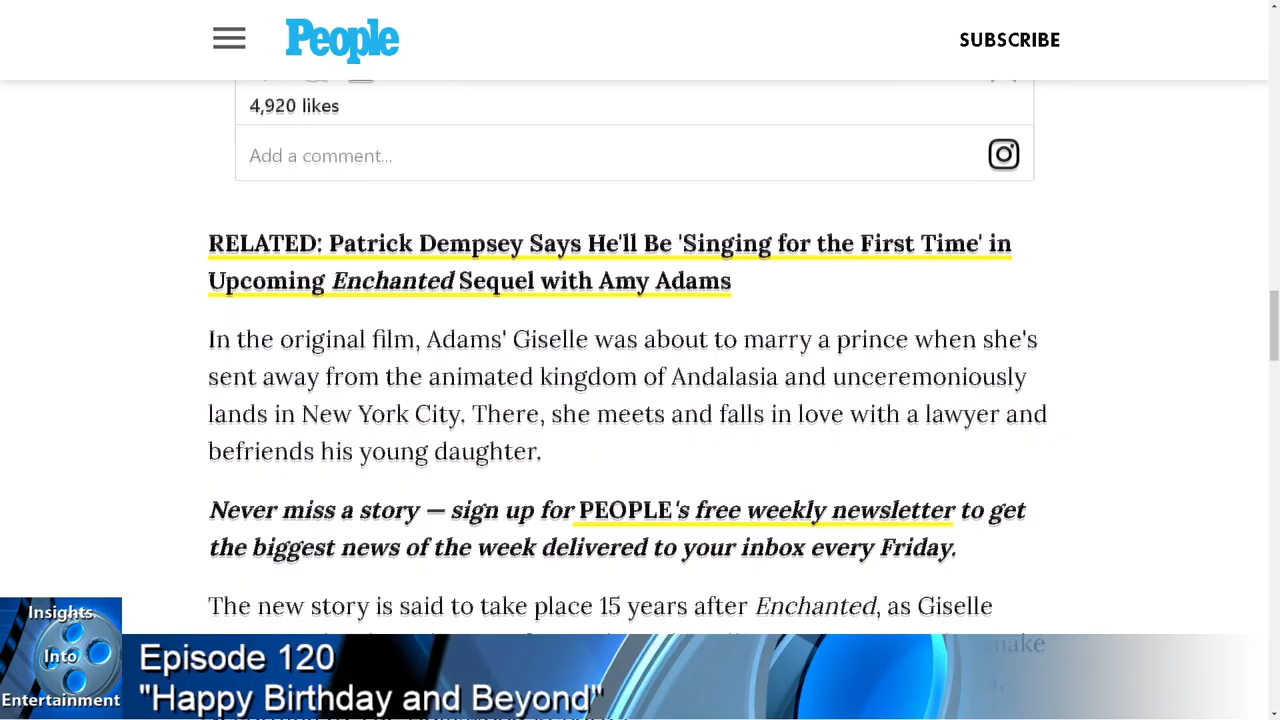 People
SUBSCRIBE
4,920 likes
Add a comment...
RELATED: Patrick Dempsey Says He'll Be 'Singing for the First Time' in
Upcoming Enchanted Sequel with Amy Adams
In the original film, Adams' Giselle was about to marry a prince when she's
sent away from the animated kingdom of Andalasia and unceremoniously
lands in New York City. There, she meets and falls in love with a lawyer and
befriends his young daughter.
Never miss a story — sign up for PEOPLE's free weekly newsletter to get
the biggest news of the week delivered to your inbox every Friday.
The new story is said to take place 15 years after Enchanted, as Giselle
make
Insights
Into
Entertainment
Episode 120
"Happy Birthday and Beyond"